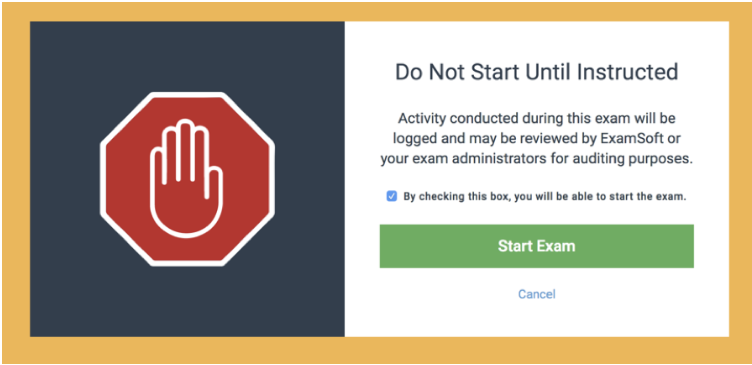 Do Not Start Until Instructed
Activity conducted during this exam will be
logged and may be reviewed by ExamSoft or
your exam administrators for auditing purposes.
By checking this box, you will be able to start the exam.
Start Exam
Cancel